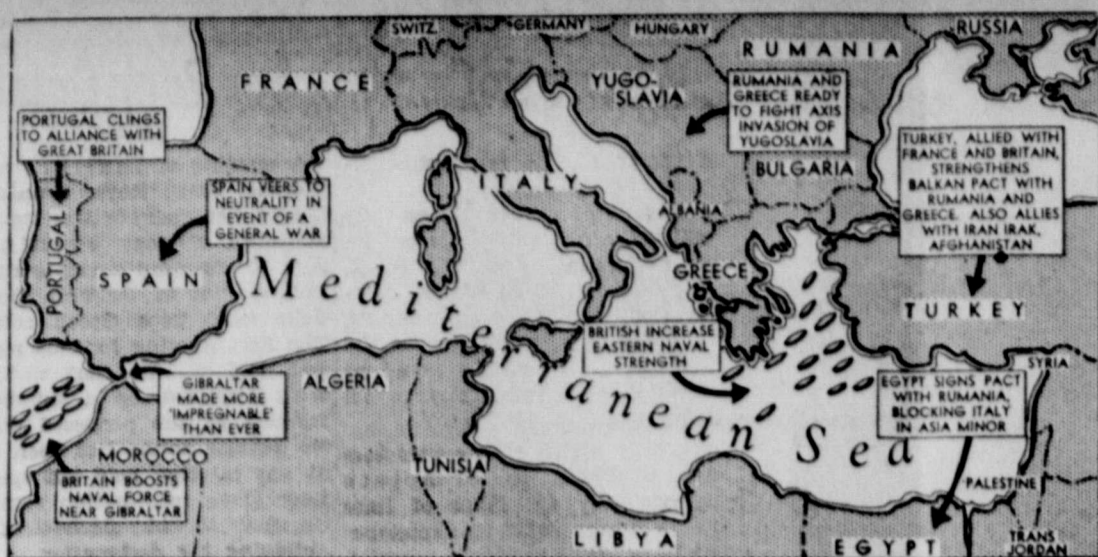 SWITZ.
GERMANY
HUNGARY
RUMANIA
RUSSIA
FRANCE
YUGO-
SLAVIA
RUMANIA AND
GREECE READY
TO FIGHT AXIS
INVASION OF
YUGOSLAVIA
PORTUGAL CLINGS
TO ALLIANCE WITH
GREAT BRITAIN
TURKEY, ALLIED WITH
FRANCE AND BRITAIN,
STRENGTHENS
BALKAN PACT WITH
RUMANIA AND
GREECE. ALSO ALLIES
WITH IRAN IRAK,
AFGHANISTAN
BULGARIA
SPAIN VEERS TO
NEUTRALITY IN
EVENT OF A
GENERAL WAR
ITALY
ALBANIA
PORTUGAL
SPAIN
GREECE
TURKEY
Mediterranean Sea
BRITISH INCREASE
EASTERN NAVAL
STRENGTH
SYRIA
GIBRALTAR
MADE MORE
'IMPREGNABLE'
THAN EVER
ALGERIA
EGYPT SIGNS PACT
WITH RUMANIA,
BLOCKING ITALY
IN ASIA MINOR
MOROCCO
TUNISIA
BRITAIN BOOSTS
NAVAL FORCE
NEAR GIBRALTAR
PALESTINE
LIBYA
EGYPT
TRANS
JORDAN